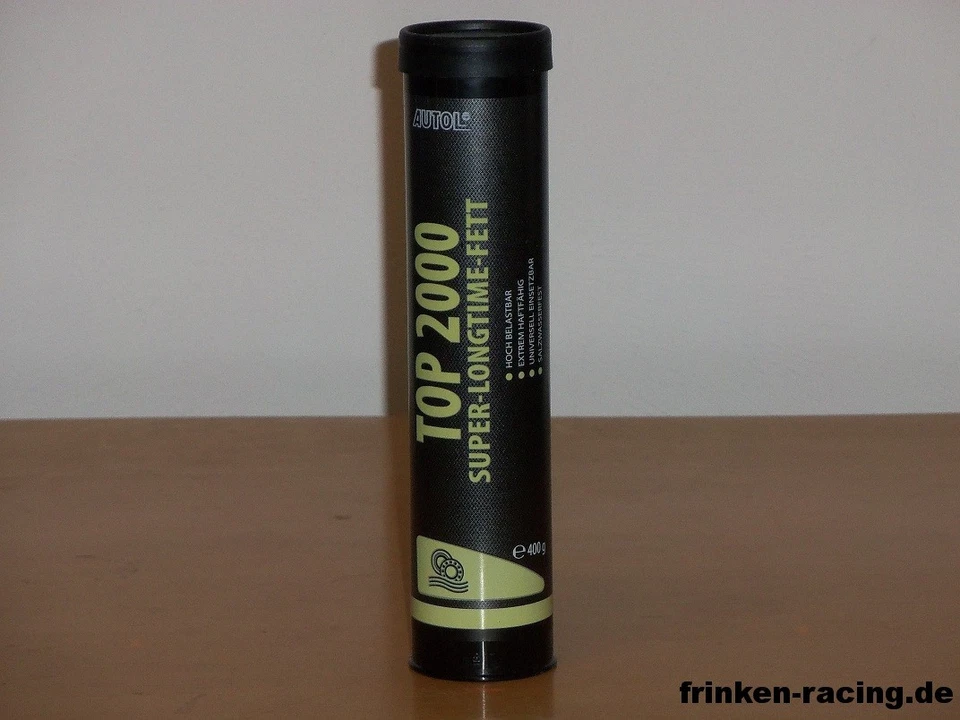 AUTOL®
TOP 2000
SUPER-LONGTIME-FETT
• HOCH BELASTBAR
• EXTREM HAFTFÄHIG
• UNIVERSELL EINSETZBAR
• SALZWASSERFEST
℮ 400 g
frinken-racing.de